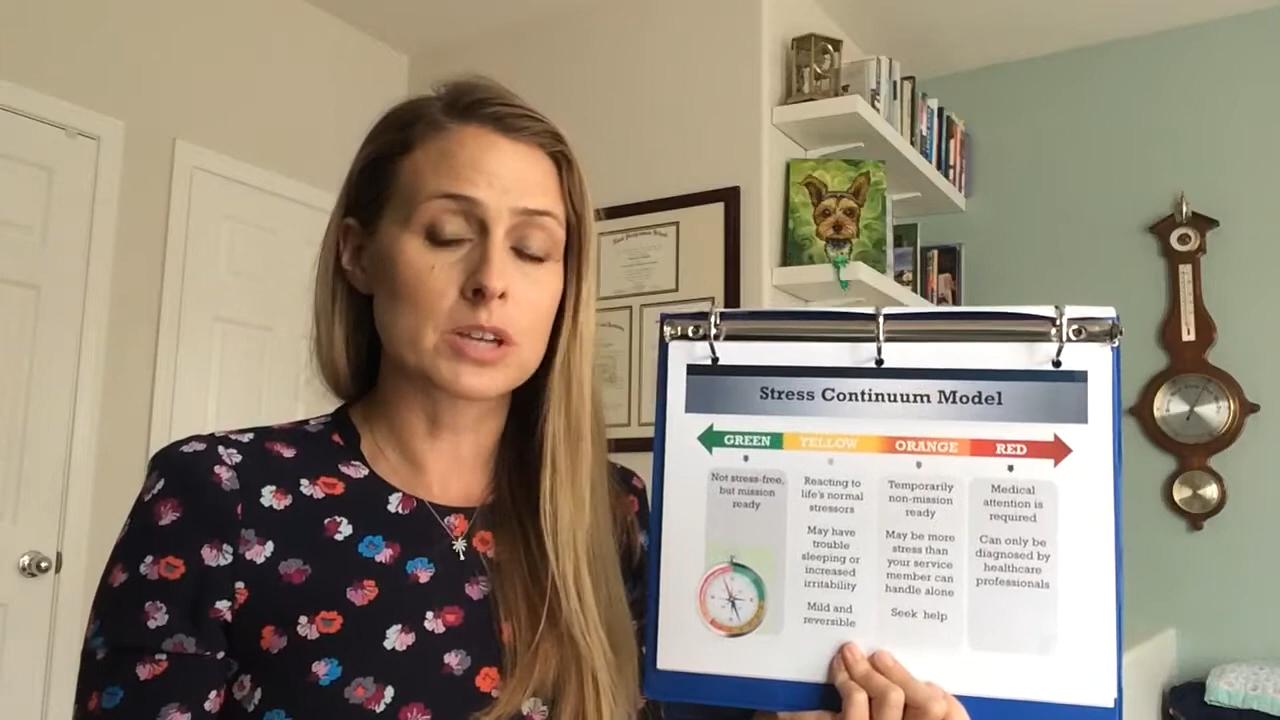 Stress Continuum Model
GREEN
YELLOW
ORANGE
RED
Not stress-free,
but mission
ready
Reacting to
life's normal
stressors
May have
trouble
sleeping or
increased
irritability
Mild and
reversible
Temporarily
non-mission
ready
May be more
stress than
your service
member can
handle alone
Seek help
Medical
attention is
required
Can only be
diagnosed by
healthcare
professionals